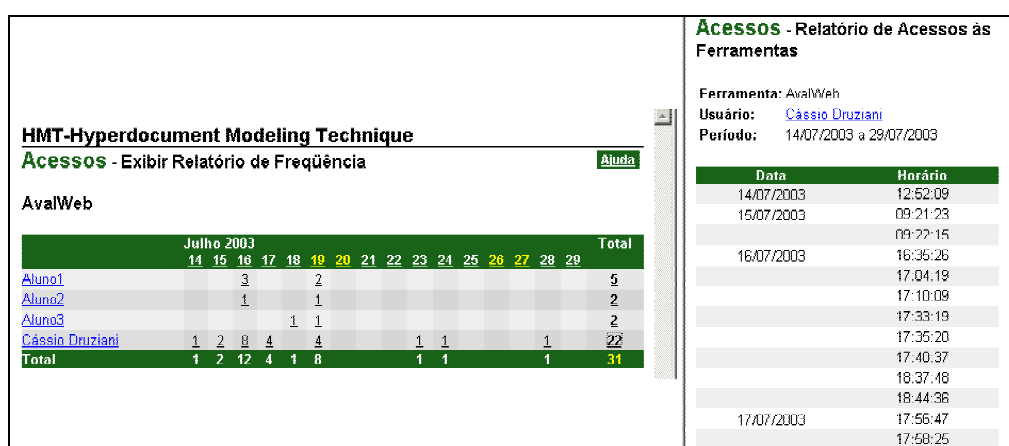 HMT-Hyperdocument Modeling Technique
Acessos - Exibir Relatório de Freqüência
Ajuda
AvalWeb
Julho 2003 Total
14 15 16 17 18 19 20 21 22 23 24 25 26 27 28 29
Aluno1 3 2 5
Aluno2 1 1 2
Aluno3 1 1 2
Cássio Druziani 1 2 8 4 4 1 1 1 22
Total 1 2 12 4 1 8 1 1 1 31
Acessos - Relatório de Acessos às
Ferramentas
Ferramenta: AvalWeb
Usuário: Cássio Druziani
Período: 14/07/2003 a 29/07/2003
Data Horário
14/07/2003 12:52:09
15/07/2003 09:21:23
09:22:15
16/07/2003 16:35:26
17:04:19
17:10:09
17:33:19
17:35:20
17:40:37
18:37:48
18:44:36
17/07/2003 17:56:47
17:58:25